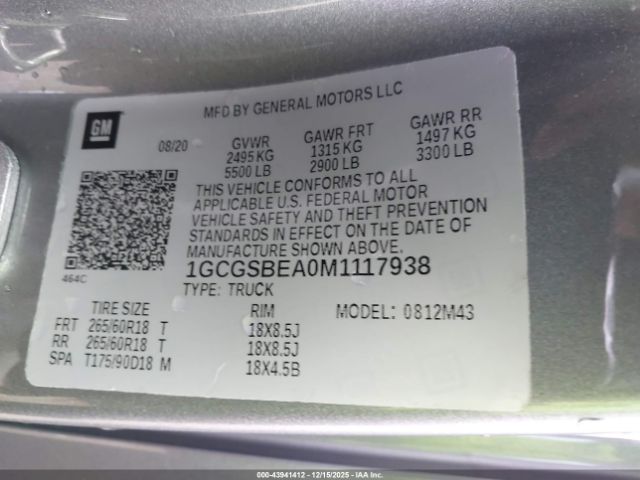 MFD BY GENERAL MOTORS LLC
GM
08/20 GVWR GAWR FRT GAWR RR
2495 KG 1315 KG 1497 KG
5500 LB 2900 LB 3300 LB
THIS VEHICLE CONFORMS TO ALL
APPLICABLE U.S. FEDERAL MOTOR
VEHICLE SAFETY AND THEFT PREVENTION
STANDARDS IN EFFECT ON THE DATE OF
MANUFACTURE SHOWN ABOVE.
464C
1GCGSBEA0M1117938
TYPE: TRUCK
TIRE SIZE RIM MODEL: 0812M43
FRT 265/60R18 T 18X8.5J
RR 265/60R18 T 18X8.5J
SPA T175/90D18 M 18X4.5B
000-43941412 - 12/15/2025 - IAAI.COM